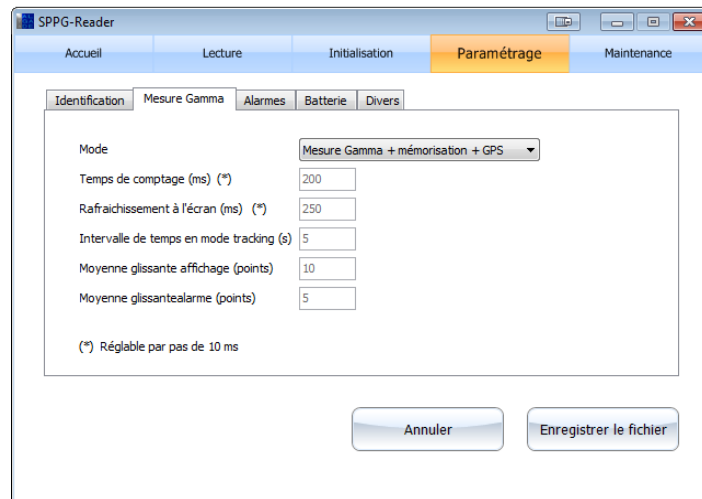 SPPG-Reader
Accueil Lecture Initialisation Paramétrage Maintenance
Identification Mesure Gamma Alarmes Batterie Divers
Mode Mesure Gamma + mémorisation + GPS
Temps de comptage (ms) (*) 200
Rafraichissement à l'écran (ms) (*) 250
Intervalle de temps en mode tracking (s) 5
Moyenne glissante affichage (points) 10
Moyenne glissantealarme (points) 5
(*) Réglable par pas de 10 ms
Annuler Enregistrer le fichier